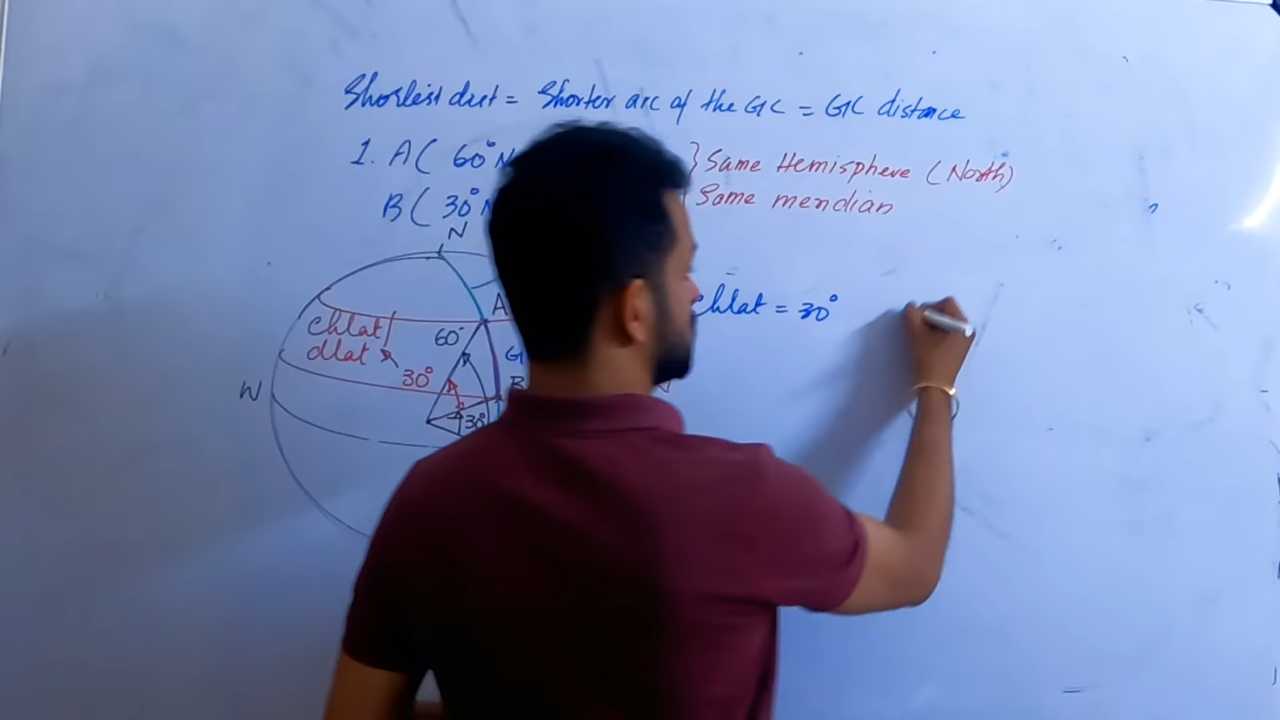 Shortest dist = Shorter arc of the GC = GC distance
1. A ( 60° N } Same Hemisphere (North)
B ( 30° N Same meridian
N
A
chlat = 30°
chlat/
dlat
60°
G
30°
B
W
30°